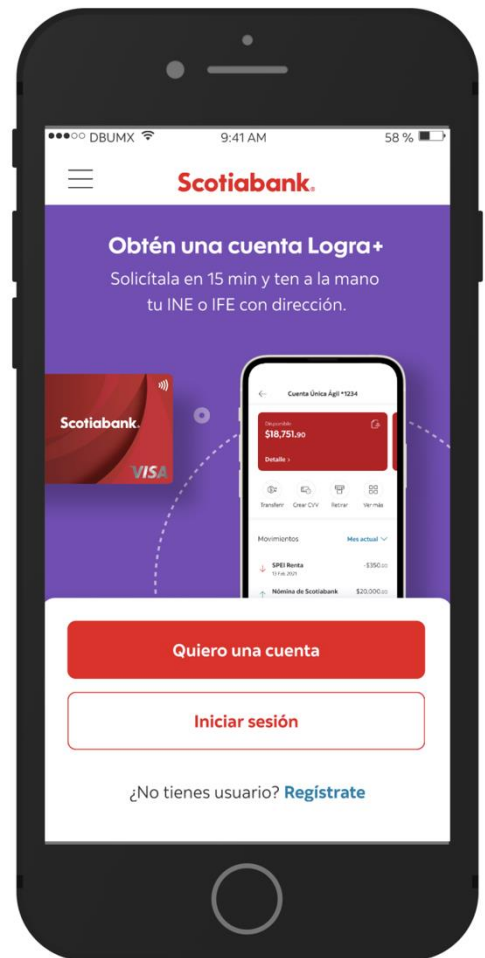 DBUMX 9:41 AM 58 %
Scotiabank®
Obtén una cuenta Logra+
Solicítala en 15 min y ten a la mano
tu INE o IFE con dirección.
Scotiabank.
VISA
Cuenta Única Ágil *1234
Disponible
$18,751.90
Detalle >
Transferir Crear CVV Retirar Ver más
Movimientos Mes actual
SPEI Renta -$350.00
13 Feb 2021
Nómina de Scotiabank $20,000.00
Quiero una cuenta
Iniciar sesión
¿No tienes usuario? Regístrate